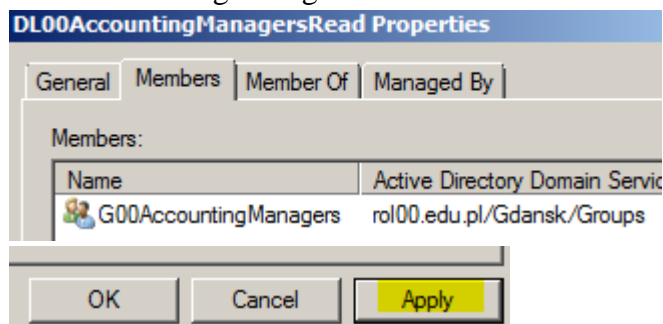 DL00AccountingManagersRead Properties
General Members Member Of Managed By
Members:
Name Active Directory Domain Servic
G00AccountingManagers rol00.edu.pl/Gdansk/Groups
OK Cancel Apply